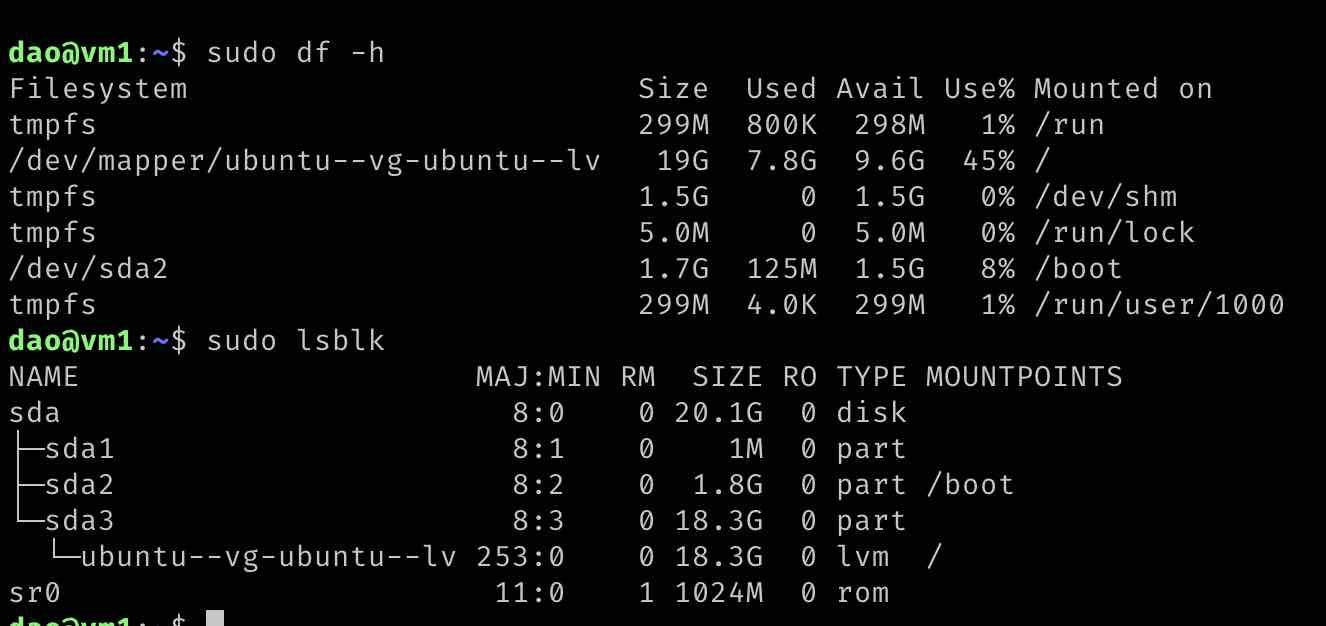 dao@vm1:~$ sudo df -h
Filesystem                         Size  Used Avail Use% Mounted on
tmpfs                              299M  800K  298M   1% /run
/dev/mapper/ubuntu--vg-ubuntu--lv   19G  7.8G  9.6G  45% /
tmpfs                              1.5G     0  1.5G   0% /dev/shm
tmpfs                              5.0M     0  5.0M   0% /run/lock
/dev/sda2                          1.7G  125M  1.5G   8% /boot
tmpfs                              299M  4.0K  299M   1% /run/user/1000
dao@vm1:~$ sudo lsblk
NAME                      MAJ:MIN RM  SIZE RO TYPE MOUNTPOINTS
sda                         8:0    0 20.1G  0 disk
├─sda1                      8:1    0    1M  0 part
├─sda2                      8:2    0  1.8G  0 part /boot
└─sda3                      8:3    0 18.3G  0 part
  └─ubuntu--vg-ubuntu--lv 253:0    0 18.3G  0 lvm  /
sr0                        11:0    1 1024M  0 rom
dao@vm1:~$